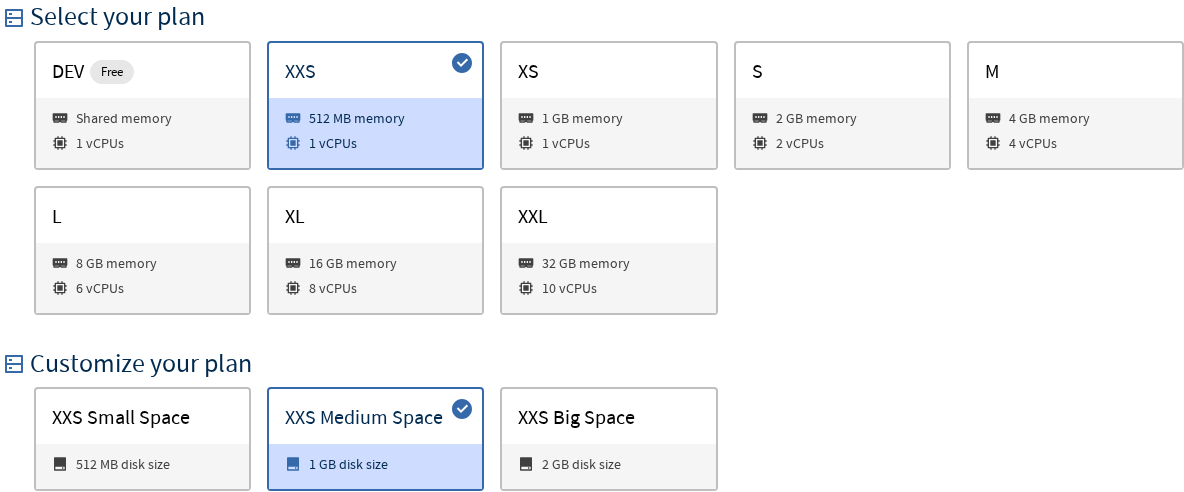 Select your plan
DEV Free
Shared memory
1 vCPUs
XXS
512 MB memory
1 vCPUs
XS
1 GB memory
1 vCPUs
S
2 GB memory
2 vCPUs
M
4 GB memory
4 vCPUs
L
8 GB memory
6 vCPUs
XL
16 GB memory
8 vCPUs
XXL
32 GB memory
10 vCPUs
Customize your plan
XXS Small Space
512 MB disk size
XXS Medium Space
1 GB disk size
XXS Big Space
2 GB disk size